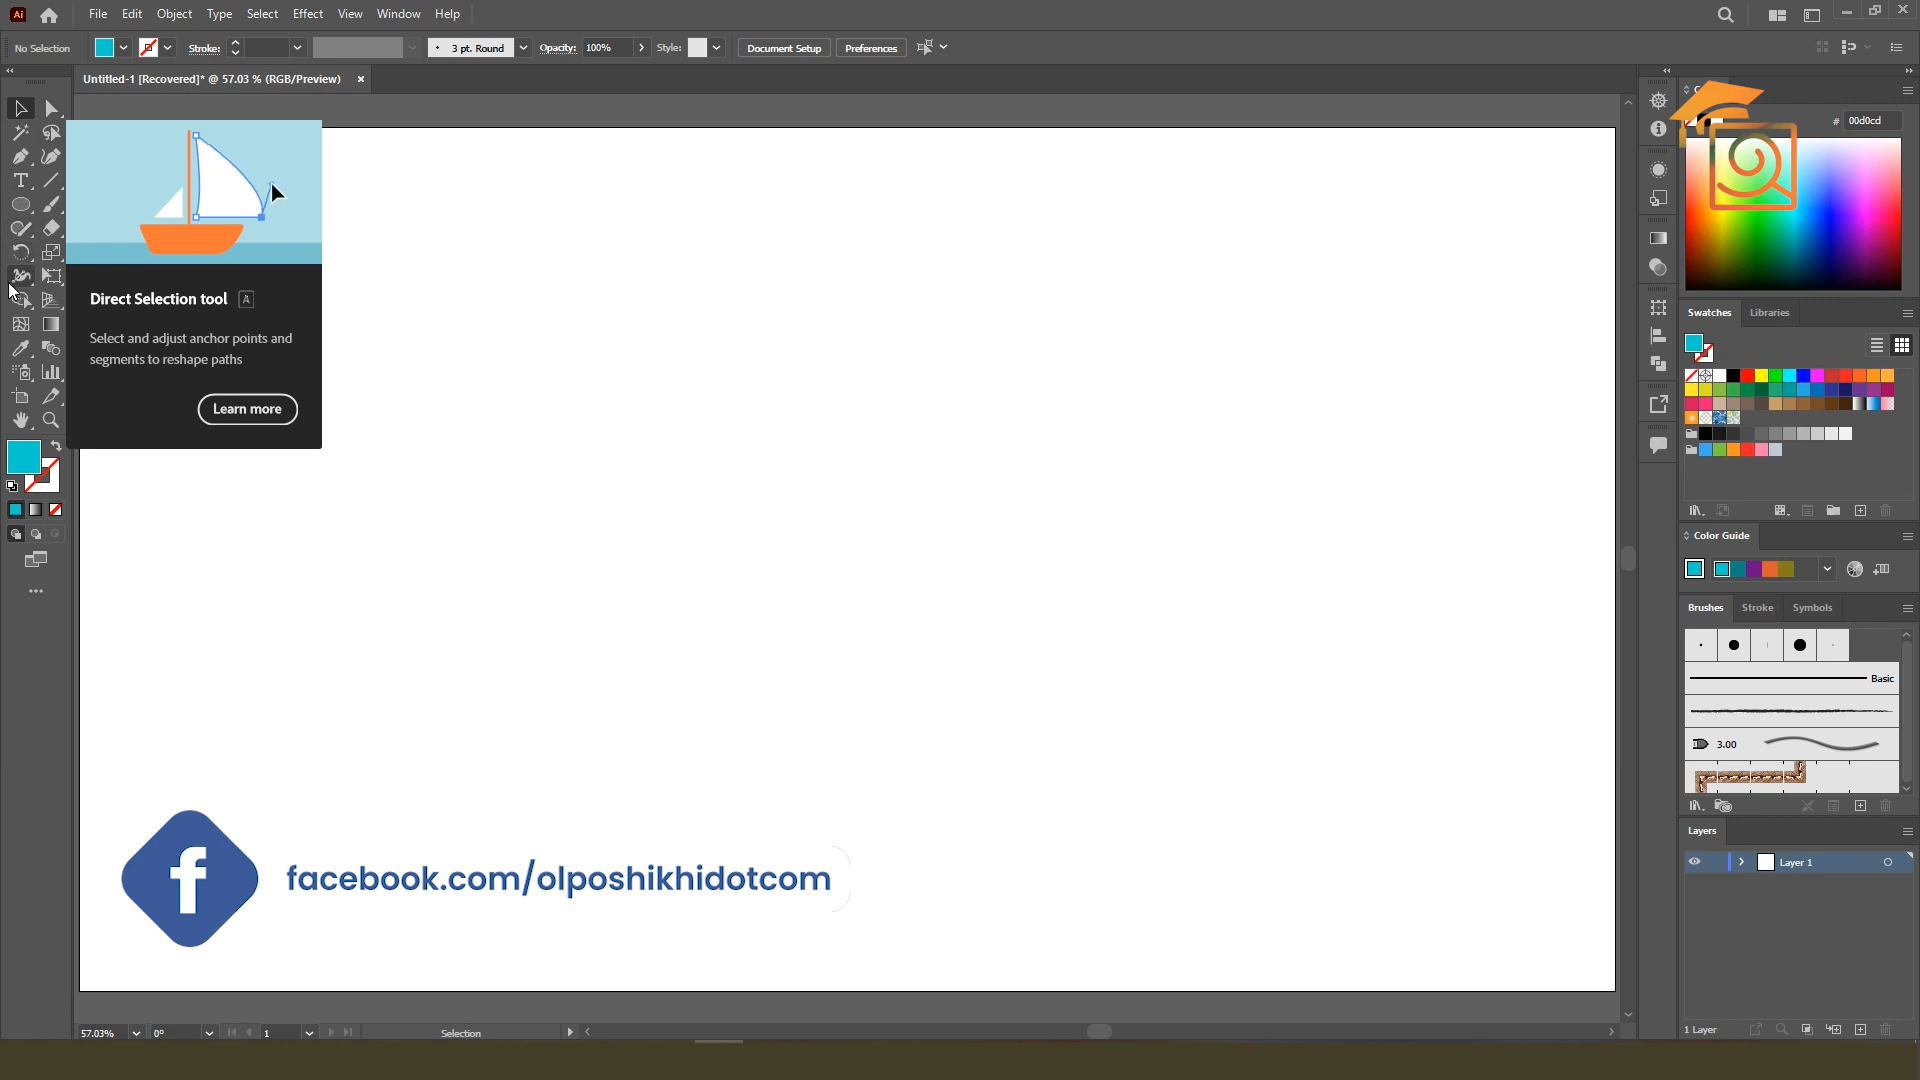 Ai File Edit Object Type Select Effect View Window Help
No Selection Stroke: 3 pt. Round Opacity: 100% Style: Document Setup Preferences
Untitled-1 [Recovered]* @ 57.03 % (RGB/Preview)
# 00d0cd
Direct Selection tool A
Select and adjust anchor points and
segments to reshape paths
Learn more
Swatches Libraries
Color Guide
Brushes Stroke Symbols
Basic
3.00
Layers
Layer 1
f facebook.com/olposhikhidotcom
57.03% 0° 1 Selection
1 Layer